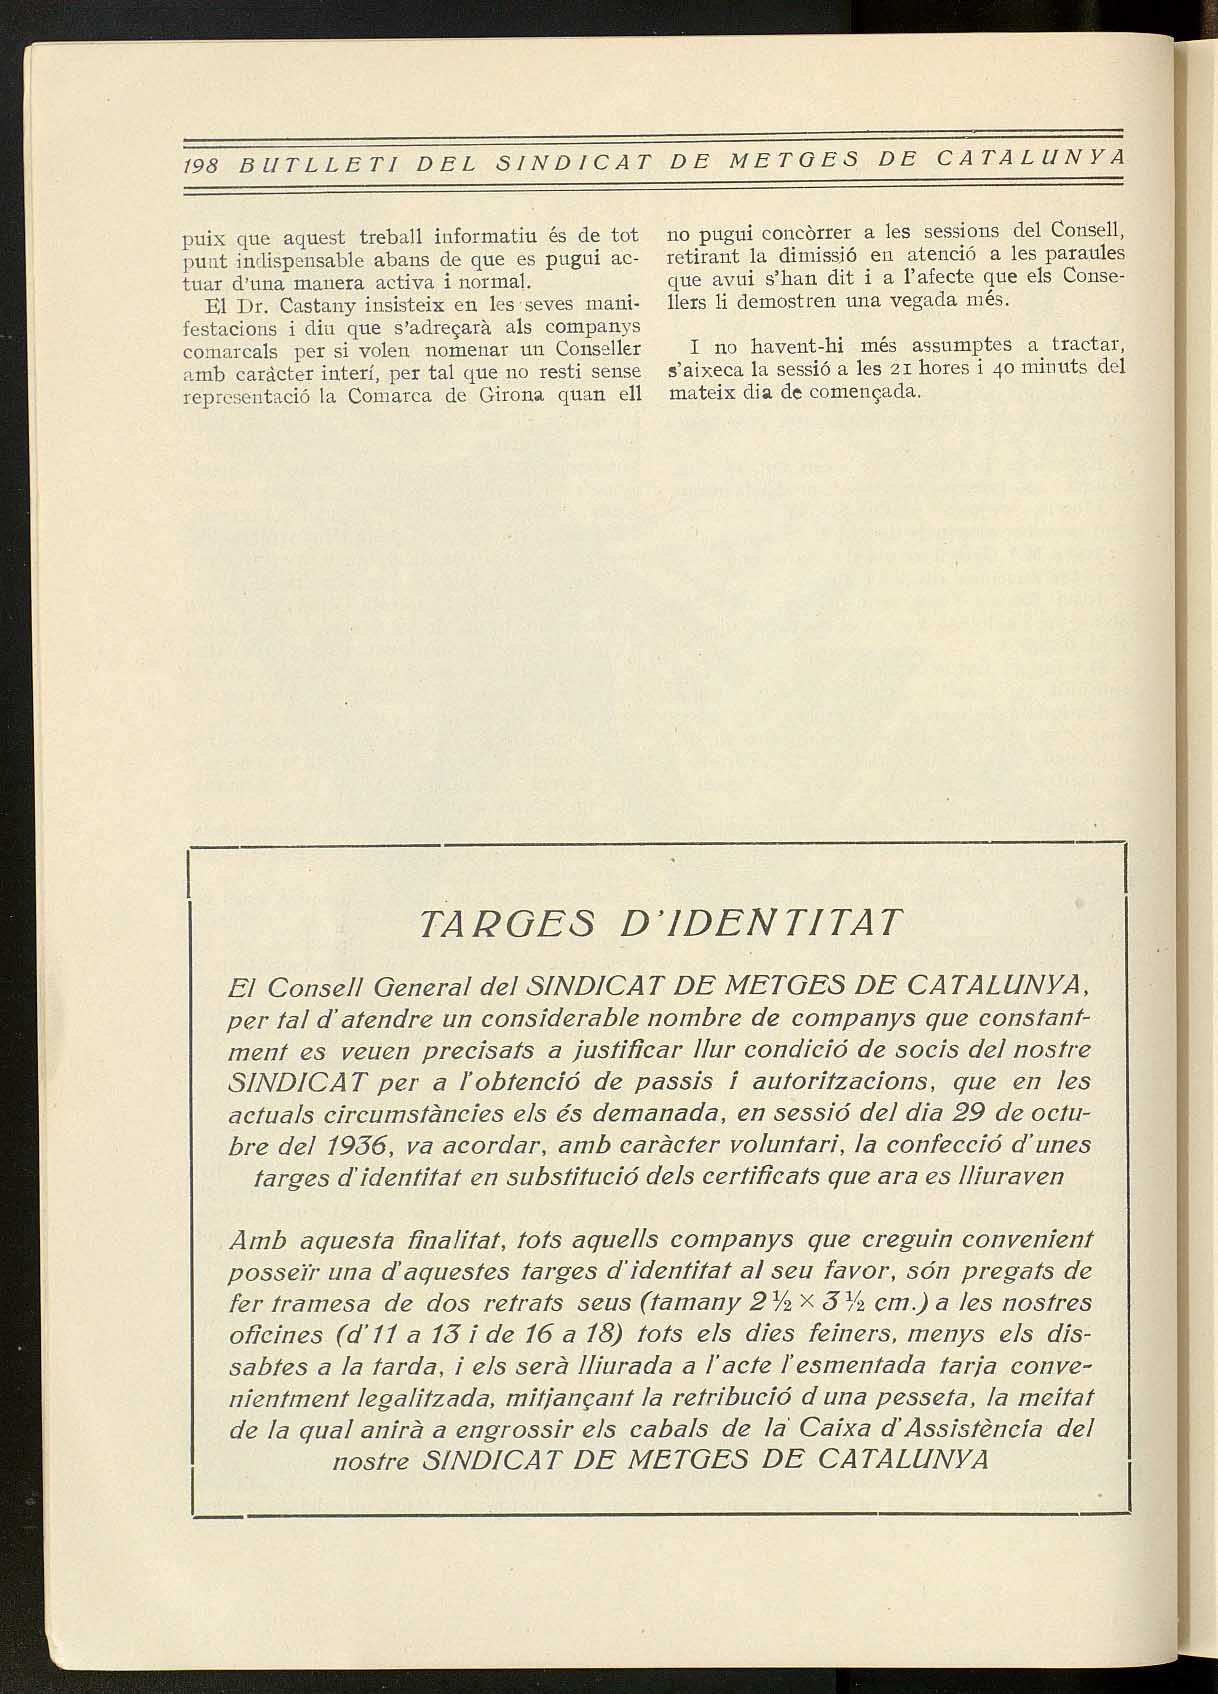 198 BUTLLETI DEL SINDICAT DE METGES DE CATALUNYA
puix que aquest treball informatiu és de tot
punt indispensable abans de que es pugui ac-
tuar d'una manera activa i normal.
El Dr. Castany insisteix en les seves mani-
festacions i diu que s'adreçarà als companys
comarcals per si volen nomenar un Conseller
amb caràcter interí, per tal que no resti sense
representació la Comarca de Girona quan ell
no pugui concòrrer a les sessions del Consell,
retirant la dimissió en atenció a les paraules
que avui s'han dit i a l'afecte que els Conse-
llers li demostren una vegada més.
I no havent-hi més assumptes a tractar,
s'aixeca la sessió a les 21 hores i 40 minuts del
mateix dia de començada.
TARGES D'IDENTITAT
El Consell General del SINDICAT DE METGES DE CATALUNYA,
per tal d'atendre un considerable nombre de companys que constant-
ment es veuen precisats a justificar llur condició de socis del nostre
SINDICAT per a l'obtenció de passis i autoritzacions, que en les
actuals circumstàncies els és demanada, en sessió del dia 29 de octu-
bre del 1936, va acordar, amb caràcter voluntari, la confecció d'unes
targes d'identitat en substitució dels certificats que ara es lliuraven
Amb aquesta finalitat, tots aquells companys que creguin convenient
posseïr una d'aquestes targes d'identitat al seu favor, són pregats de
fer tramesa de dos retrats seus (tamany 2 ½ × 3 ½ cm.) a les nostres
oficines (d'11 a 13 i de 16 a 18) tots els dies feiners, menys els dis-
sabtes a la tarda, i els serà lliurada a l'acte l'esmentada tarja conve-
nientment legalitzada, mitjançant la retribució d una pesseta, la meitat
de la qual anirà a engrossir els cabals de la Caixa d'Assistència del
nostre SINDICAT DE METGES DE CATALUNYA